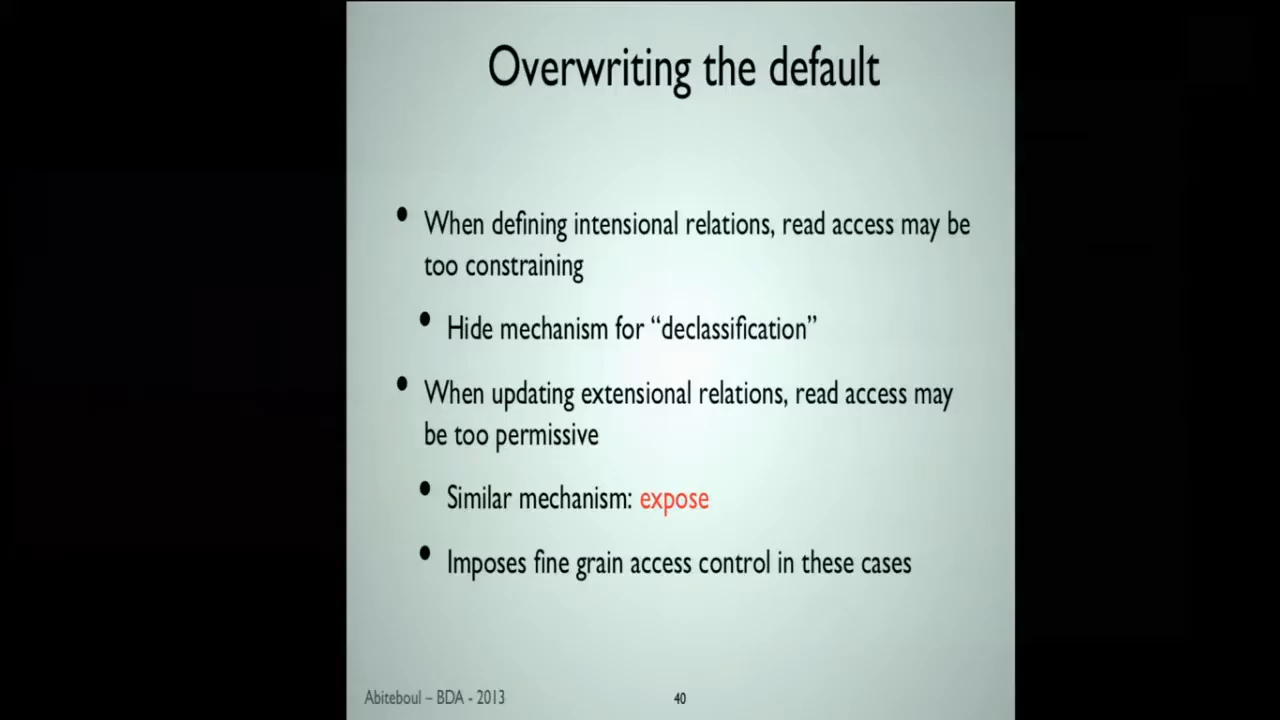 Overwriting the default
• When defining intensional relations, read access may be
too constraining
• Hide mechanism for “declassification”
• When updating extensional relations, read access may
be too permissive
• Similar mechanism: expose
• Imposes fine grain access control in these cases
Abiteboul – BDA - 2013
40